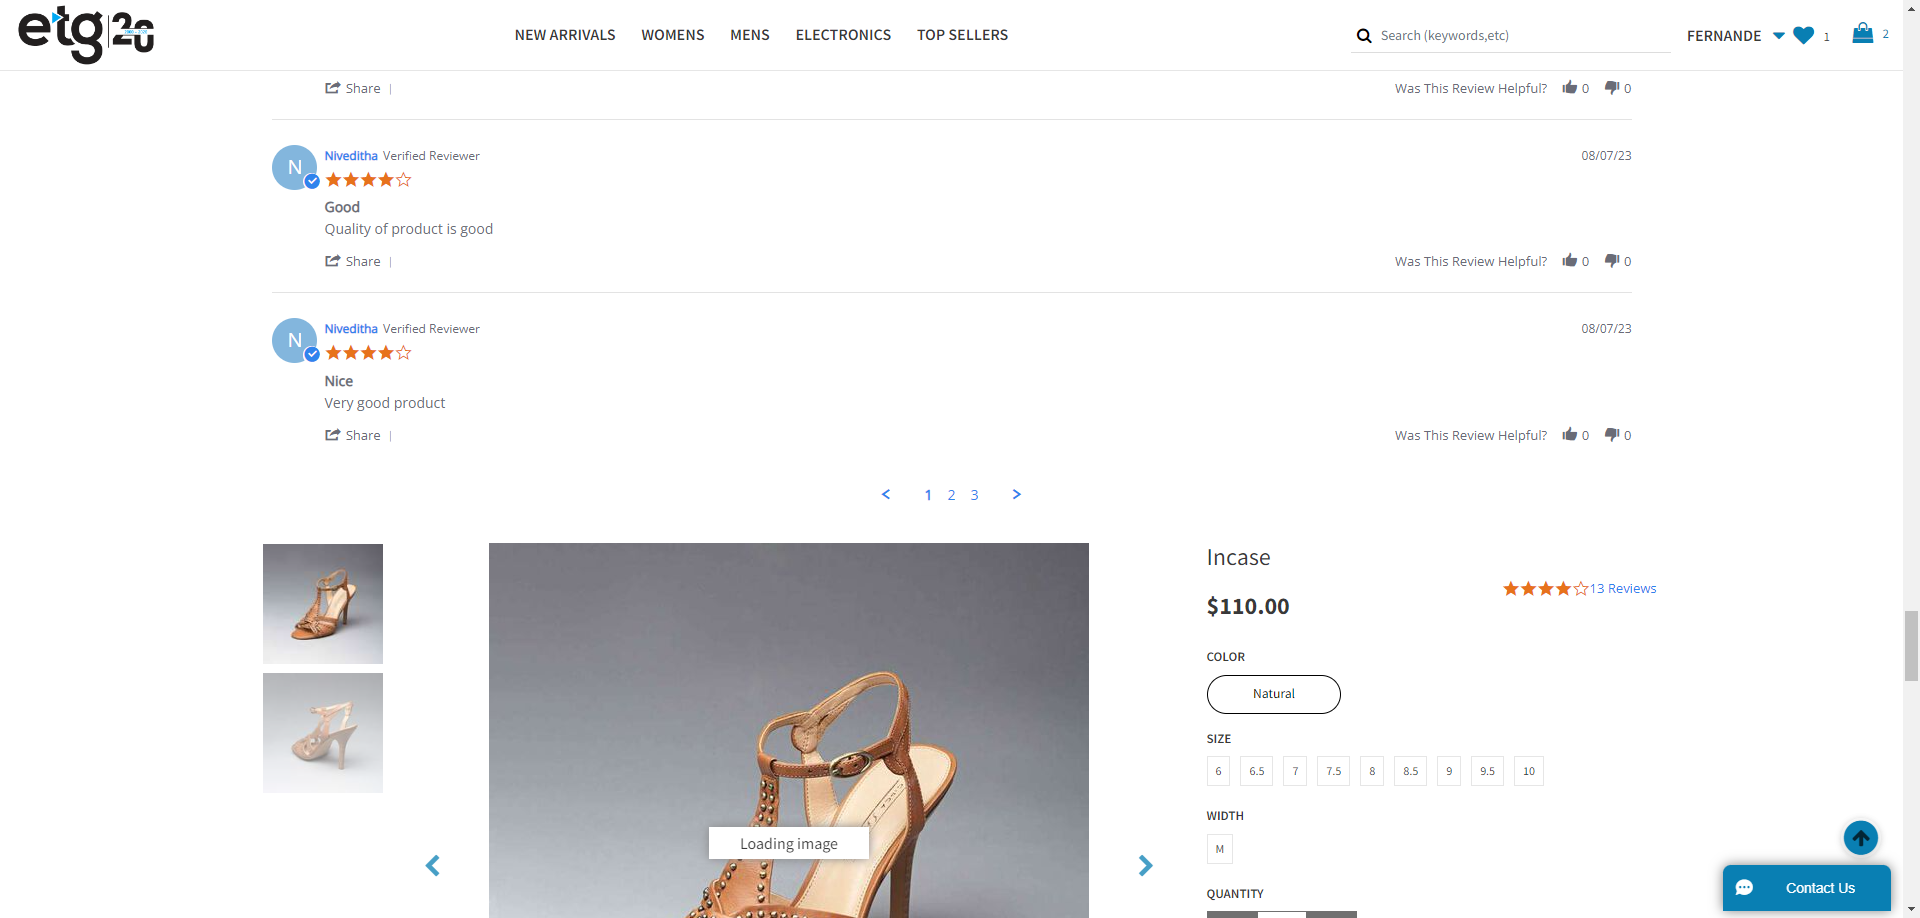 etg 20
NEW ARRIVALS WOMENS MENS ELECTRONICS TOP SELLERS
Search (keywords,etc)
FERNANDE 1 2
Share |
Was This Review Helpful? 0 0
N Niveditha Verified Reviewer 08/07/23
Good
Quality of product is good
Share |
Was This Review Helpful? 0 0
N Niveditha Verified Reviewer 08/07/23
Nice
Very good product
Share |
Was This Review Helpful? 0 0
< 1 2 3 >
Incase
13 Reviews
$110.00
COLOR
Natural
SIZE
6 6.5 7 7.5 8 8.5 9 9.5 10
WIDTH
M
Loading image
QUANTITY
Contact Us